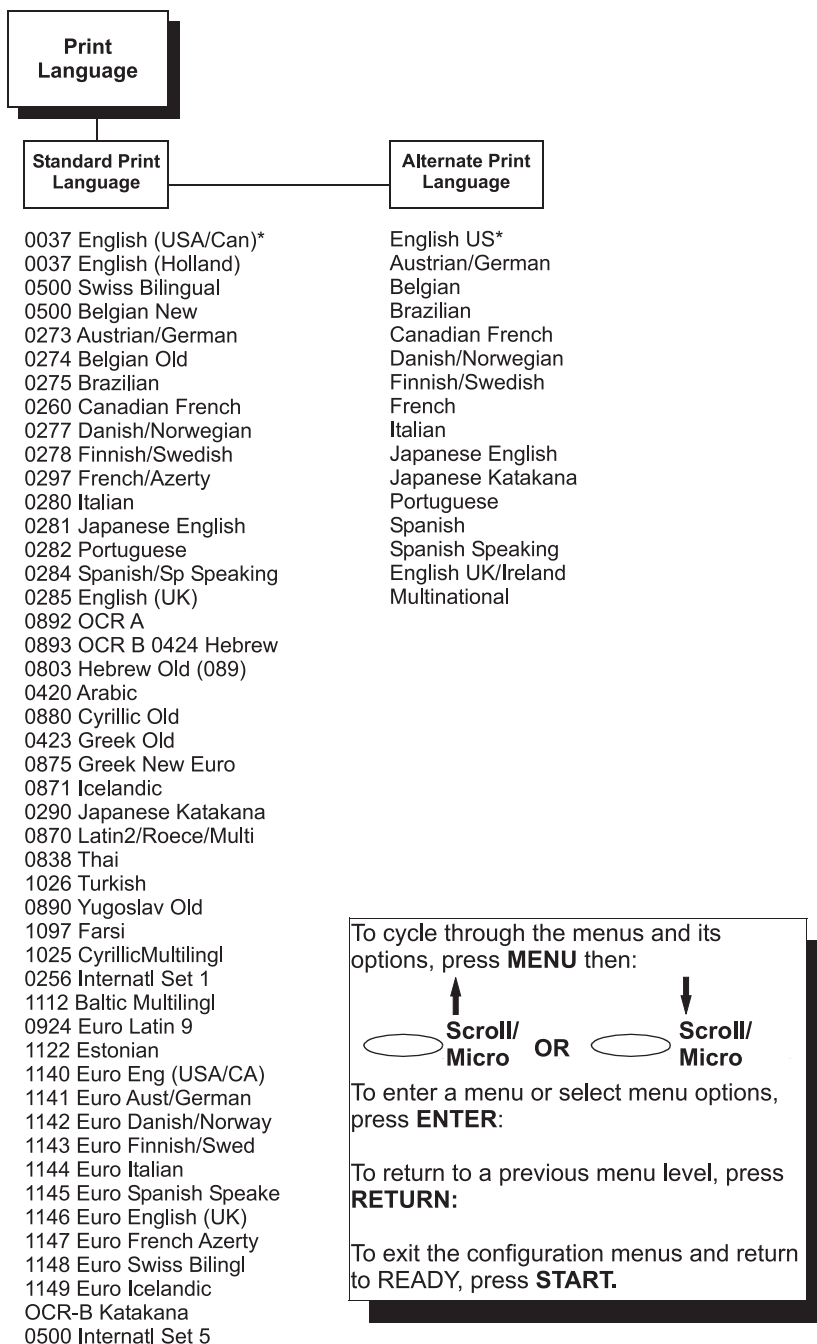 Print
Language
Standard Print
Language
Alternate Print
Language
0037 English (USA/Can)*
0037 English (Holland)
0500 Swiss Bilingual
0500 Belgian New
0273 Austrian/German
0274 Belgian Old
0275 Brazilian
0260 Canadian French
0277 Danish/Norwegian
0278 Finnish/Swedish
0297 French/Azerty
0280 Italian
0281 Japanese English
0282 Portuguese
0284 Spanish/Sp Speaking
0285 English (UK)
0892 OCR A
0893 OCR B 0424 Hebrew
0803 Hebrew Old (089)
0420 Arabic
0880 Cyrillic Old
0423 Greek Old
0875 Greek New Euro
0871 Icelandic
0290 Japanese Katakana
0870 Latin2/Roece/Multi
0838 Thai
1026 Turkish
0890 Yugoslav Old
1097 Farsi
1025 CyrillicMultilingl
0256 Internatl Set 1
1112 Baltic Multilingl
0924 Euro Latin 9
1122 Estonian
1140 Euro Eng (USA/CA)
1141 Euro Aust/German
1142 Euro Danish/Norway
1143 Euro Finnish/Swed
1144 Euro Italian
1145 Euro Spanish Speake
1146 Euro English (UK)
1147 Euro French Azerty
1148 Euro Swiss Bilingl
1149 Euro Icelandic
OCR-B Katakana
0500 Internatl Set 5
English US*
Austrian/German
Belgian
Brazilian
Canadian French
Danish/Norwegian
Finnish/Swedish
French
Italian
Japanese English
Japanese Katakana
Portuguese
Spanish
Spanish Speaking
English UK/Ireland
Multinational
To cycle through the menus and its
options, press MENU then:
Scroll/
Micro
OR
Scroll/
Micro
To enter a menu or select menu options,
press ENTER:
To return to a previous menu level, press
RETURN:
To exit the configuration menus and return
to READY, press START.